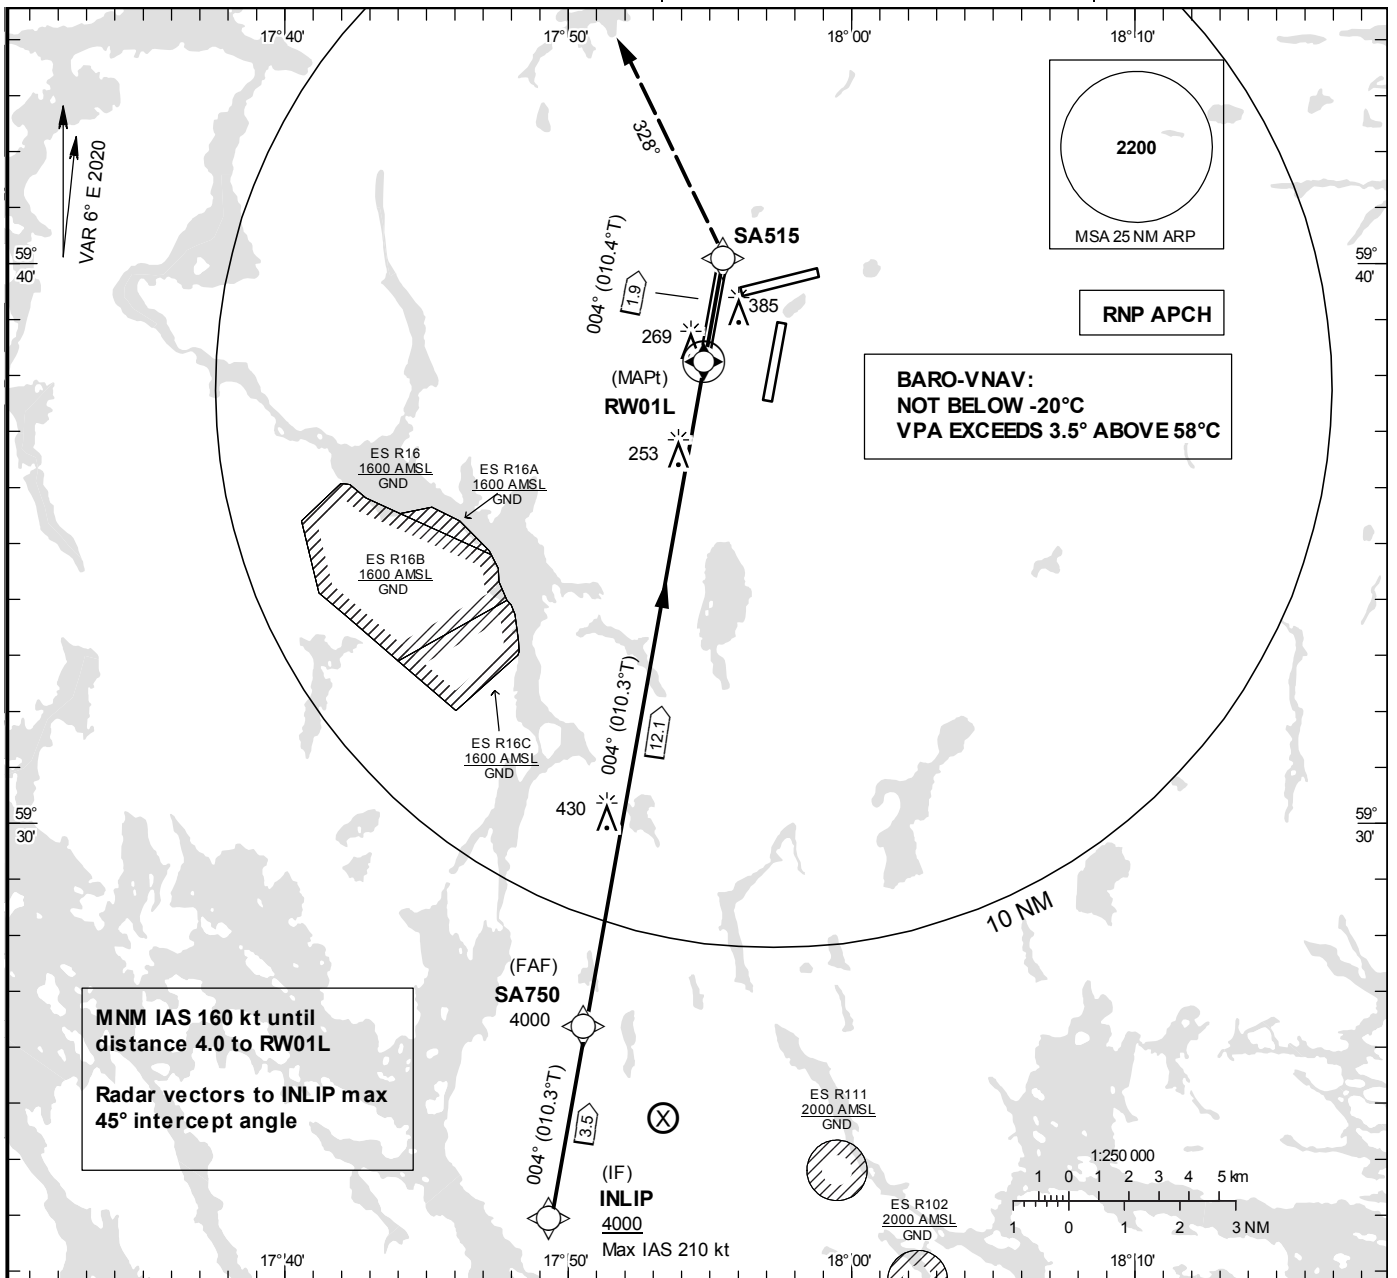 17°40'
17°50'
18°00'
18°10'
VAR 6° E 2020
328°
2200
MSA 25 NM ARP
SA515
004° (010.4°T)
1.9
59°
40'
59°
40'
385
269
RNP APCH
(MAPt)
RW01L
BARO-VNAV:
NOT BELOW -20°C
VPA EXCEEDS 3.5° ABOVE 58°C
253
ES R16
1600 AMSL
GND
ES R16A
1600 AMSL
GND
ES R16B
1600 AMSL
GND
004° (010.3°T)
12.1
ES R16C
1600 AMSL
GND
430
59°
30'
59°
30'
10 NM
(FAF)
SA750
4000
MNM IAS 160 kt until
distance 4.0 to RW01L
Radar vectors to INLIP max
45° intercept angle
004° (010.3°T)
3.5
X
ES R111
2000 AMSL
GND
(IF)
INLIP
4000
Max IAS 210 kt
ES R102
2000 AMSL
GND
1:250 000
1 0 1 2 3 4 5 km
1 0 1 2 3 NM
17°40'
17°50'
18°00'
18°10'